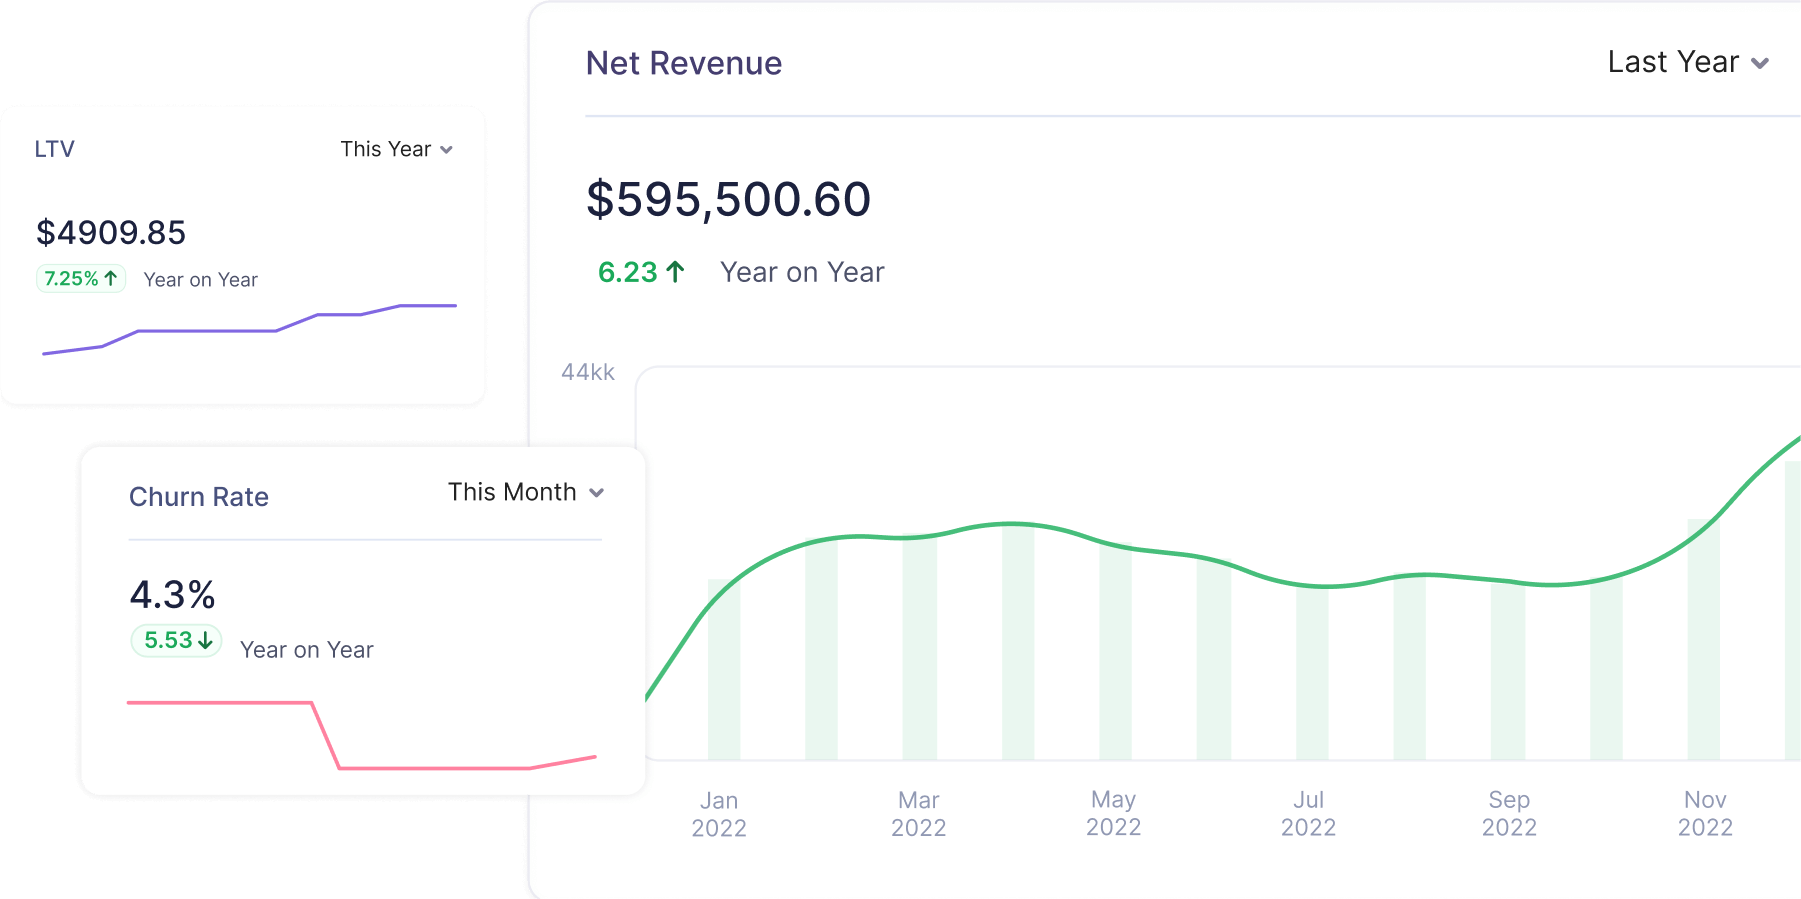 Net Revenue
Last Year
$595,500.60
6.23
Year on Year
44kk
LTV
This Year
$4909.85
7.25%
Year on Year
Churn Rate
This Month
4.3%
5.53
Year on Year
Jan
2022
Mar
2022
May
2022
Jul
2022
Sep
2022
Nov
2022